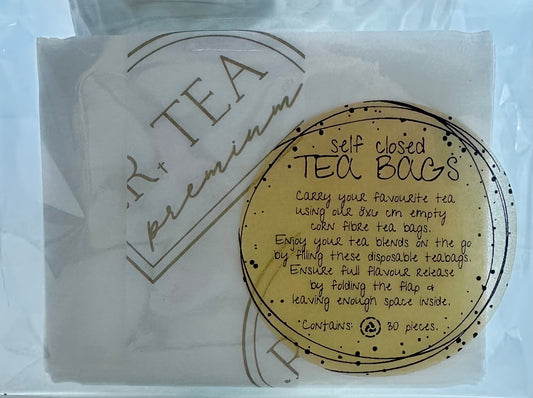 R+ TEA
premium
self closed
TEA BAGS
Carry your favourite tea
using our 8x6 cm empty
corn fibre tea bags.
Enjoy your tea blends on the go
by filling these disposable teabags.
Ensure full flavour release
by folding the flap &
leaving enough space inside.
Contains: 30 pieces.